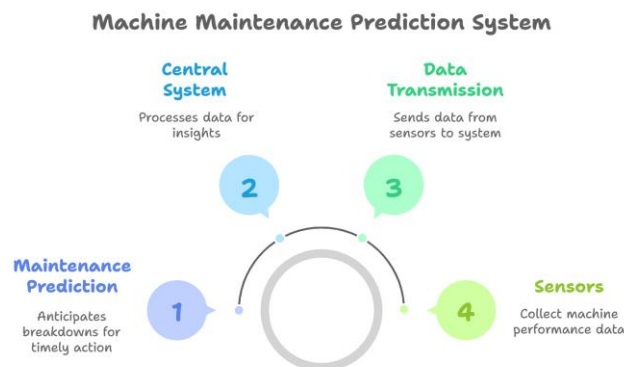 Machine Maintenance Prediction System
Central
System
Processes data for
insights
Data
Transmission
Sends data from
sensors to system
2
3
Maintenance
Prediction
Anticipates
breakdowns for
timely action
1
4
Sensors
Collect machine
performance data